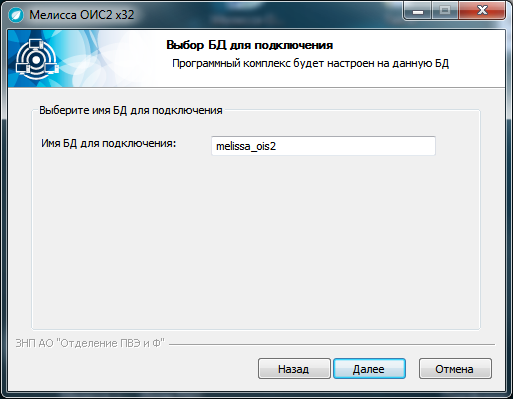 Мелисса ОИС2 x32
Выбор БД для подключения
Программный комплекс будет настроен на данную БД
Выберите имя БД для подключения
Имя БД для подключения:
melissa_ois2
ЗНП АО "Отделение ПВЭ и Ф"
Назад
Далее
Отмена